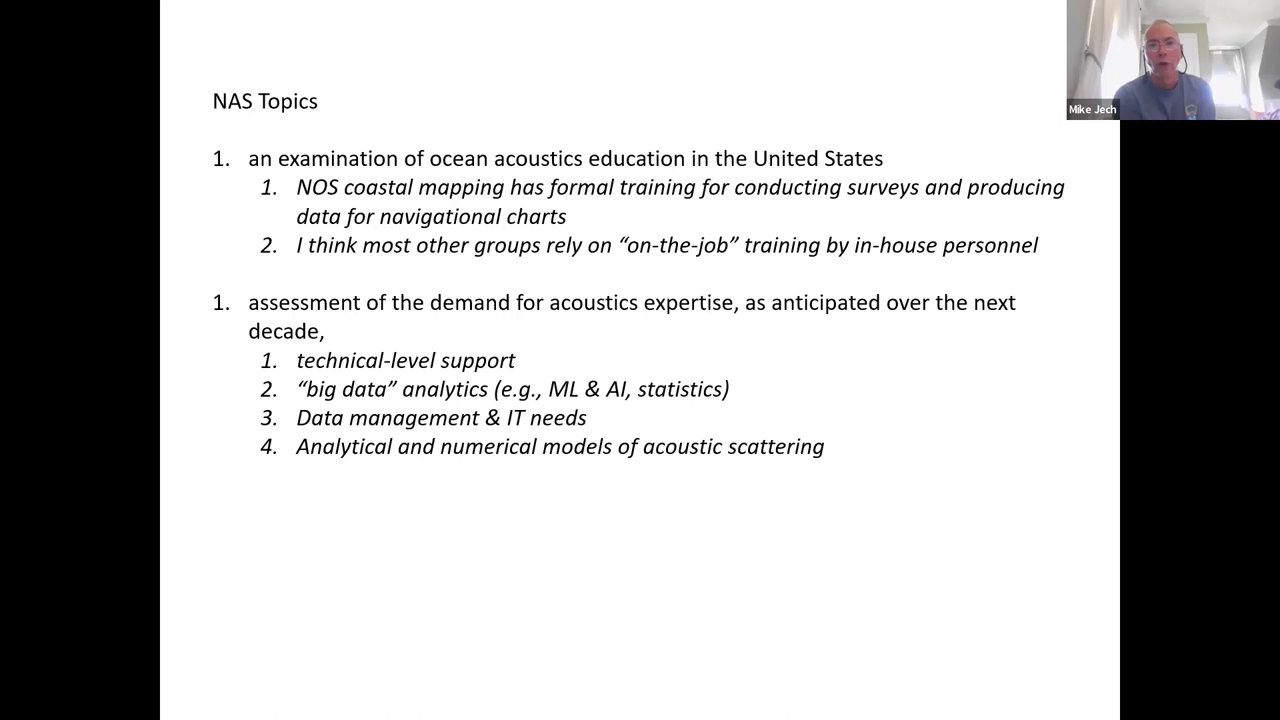 Mike Jech
NAS Topics
1. an examination of ocean acoustics education in the United States
1. NOS coastal mapping has formal training for conducting surveys and producing
data for navigational charts
2. I think most other groups rely on “on-the-job” training by in-house personnel
1. assessment of the demand for acoustics expertise, as anticipated over the next
decade,
1. technical-level support
2. “big data” analytics (e.g., ML & AI, statistics)
3. Data management & IT needs
4. Analytical and numerical models of acoustic scattering